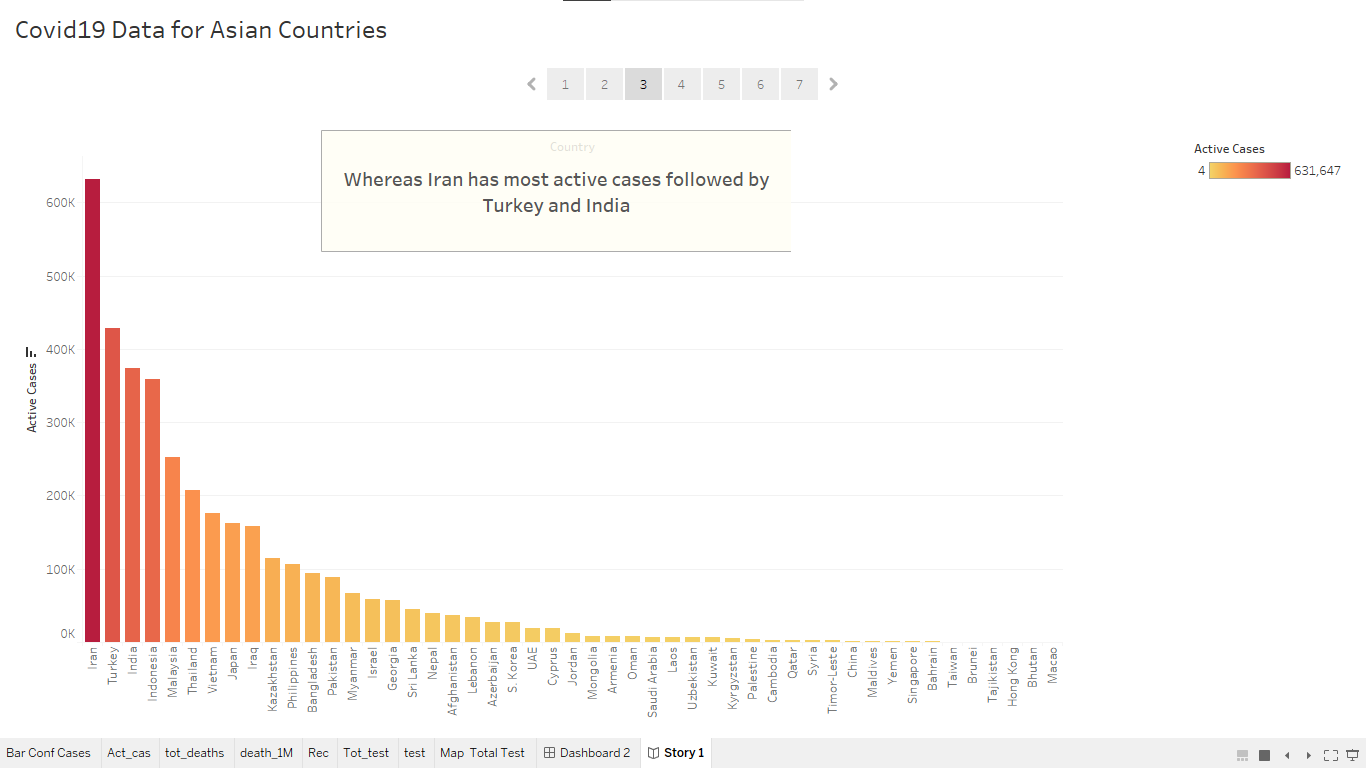 Covid19 Data for Asian Countries
1 2 3 4 5 6 7
Country
Whereas Iran has most active cases followed by
Turkey and India
Active Cases
4 631,647
Active Cases
600K
500K
400K
300K
200K
100K
0K
Iran
Turkey
India
Indonesia
Malaysia
Thailand
Vietnam
Japan
Iraq
Kazakhstan
Philippines
Bangladesh
Pakistan
Myanmar
Israel
Georgia
Sri Lanka
Nepal
Afghanistan
Lebanon
Azerbaijan
S. Korea
UAE
Cyprus
Jordan
Mongolia
Armenia
Oman
Saudi Arabia
Laos
Uzbekistan
Kuwait
Kyrgyzstan
Palestine
Cambodia
Qatar
Syria
Timor-Leste
China
Maldives
Yemen
Singapore
Bahrain
Taiwan
Brunei
Tajikistan
Hong Kong
Bhutan
Macao
Bar Conf Cases Act_cas tot_deaths death_1M Rec Tot_test test Map Total Test Dashboard 2 Story 1